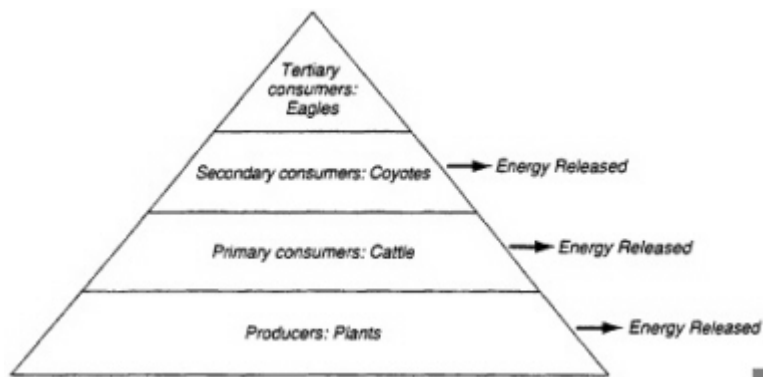 Tertiary
consumers:
Eagles
Secondary consumers: Coyotes
Energy Released
Primary consumers: Cattle
Energy Released
Producers: Plants
Energy Released